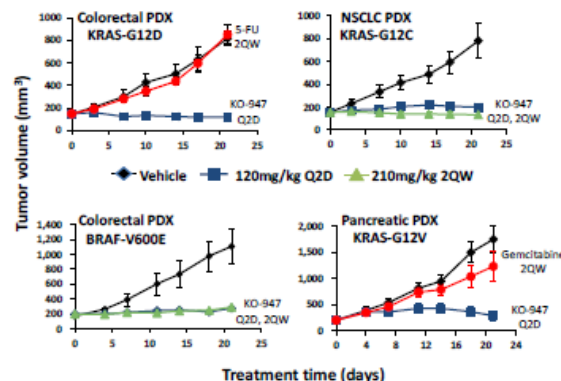 Colorectal PDX
KRAS-G12D
5-FU
2QW
KO-947
Q2D
1000
800
600
400
200
0
0 5 10 15 20 25
NSCLC PDX
KRAS-G12C
KO-947
Q2D, 2QW
1000
800
600
400
200
0
0 5 10 15 20 25
Tumor volume (mm³)
Vehicle 120mg/kg Q2D 210mg/kg 2QW
Colorectal PDX
BRAF-V600E
KO-947
Q2D, 2QW
1,400
1,200
1,000
800
600
400
200
0
0 5 10 15 20 25
Pancreatic PDX
KRAS-G12V
Gemcitabine
2QW
KO-947
Q2D
2,000
1,500
1,000
500
0
0 4 8 12 16 20 24
Treatment time (days)